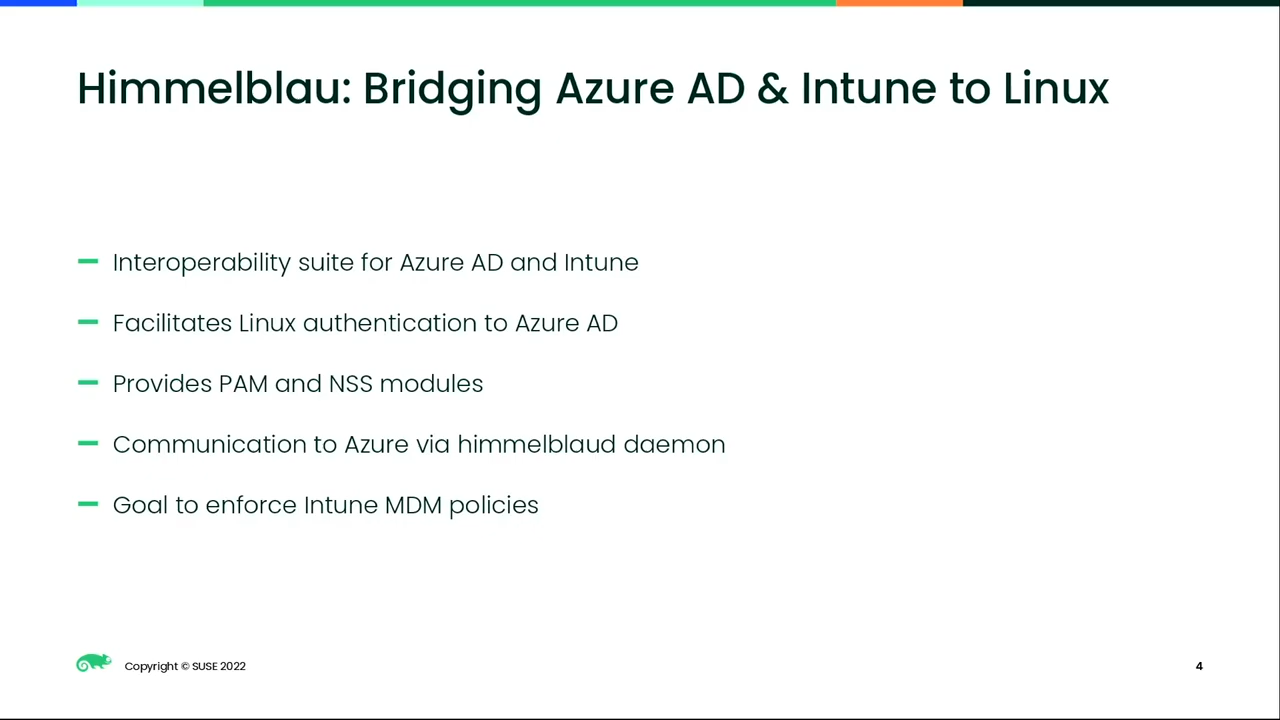 Himmelblau: Bridging Azure AD & Intune to Linux
Interoperability suite for Azure AD and Intune
Facilitates Linux authentication to Azure AD
Provides PAM and NSS modules
Communication to Azure via himmelblaud daemon
Goal to enforce Intune MDM policies
Copyright © SUSE 2022
4